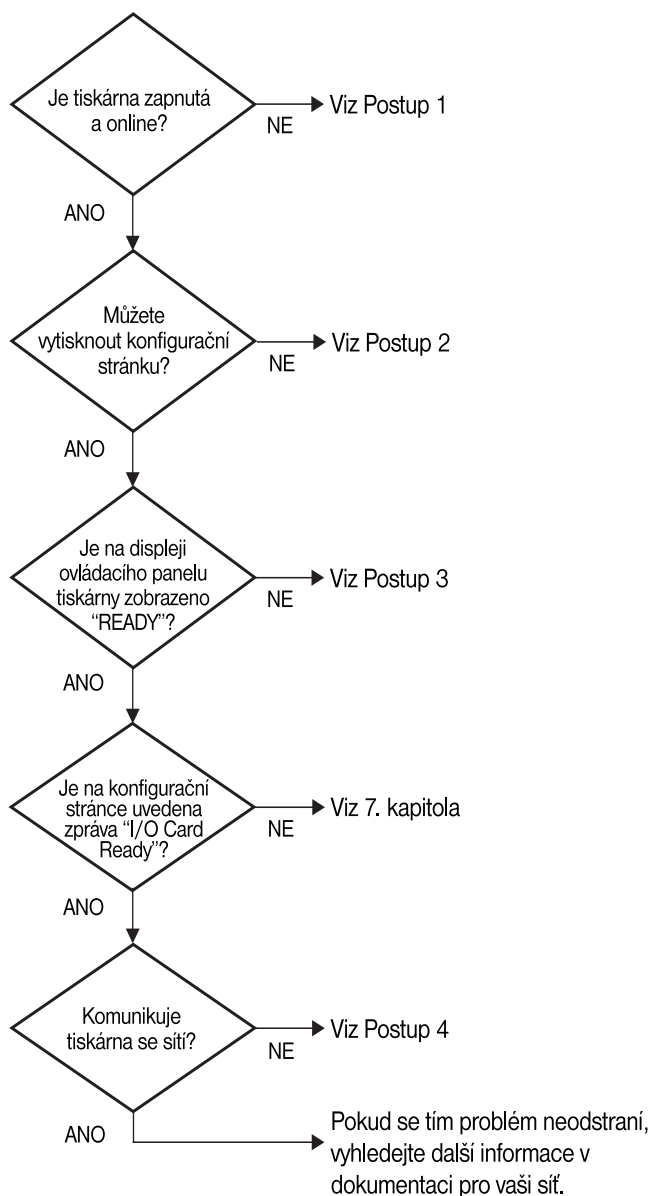 Je tiskárna zapnutá
a online?
NE
Viz Postup 1
ANO
Můžete
vytisknout konfigurační
stránku?
NE
Viz Postup 2
ANO
Je na displeji
ovládacího panelu
tiskárny zobrazeno
“READY”?
NE
Viz Postup 3
ANO
Je na konfigurační
stránce uvedena
zpráva “I/O Card
Ready”?
NE
Viz 7. kapitola
ANO
Komunikuje
tiskárna se sítí?
NE
Viz Postup 4
ANO
Pokud se tím problém neodstraní,
vyhledejte další informace v
dokumentaci pro vaši síť.